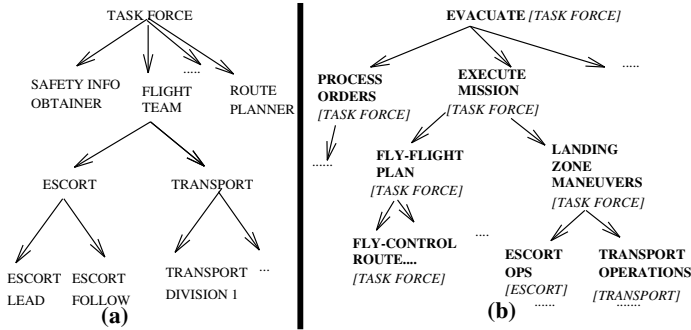 TASK FORCE
SAFETY INFO
OBTAINER
FLIGHT
TEAM
.....
ROUTE
PLANNER
ESCORT
TRANSPORT
ESCORT
LEAD
ESCORT
FOLLOW
TRANSPORT
DIVISION 1
...
(a)
EVACUATE [TASK FORCE]
PROCESS
ORDERS
[TASK FORCE]
EXECUTE
MISSION
[TASK FORCE]
.....
......
FLY-FLIGHT
PLAN
[TASK FORCE]
LANDING
ZONE
MANEUVERS
[TASK FORCE]
FLY-CONTROL
ROUTE....
[TASK FORCE]
....
ESCORT
OPS
[ESCORT]
......
TRANSPORT
OPERATIONS
[TRANSPORT]
.......
(b)